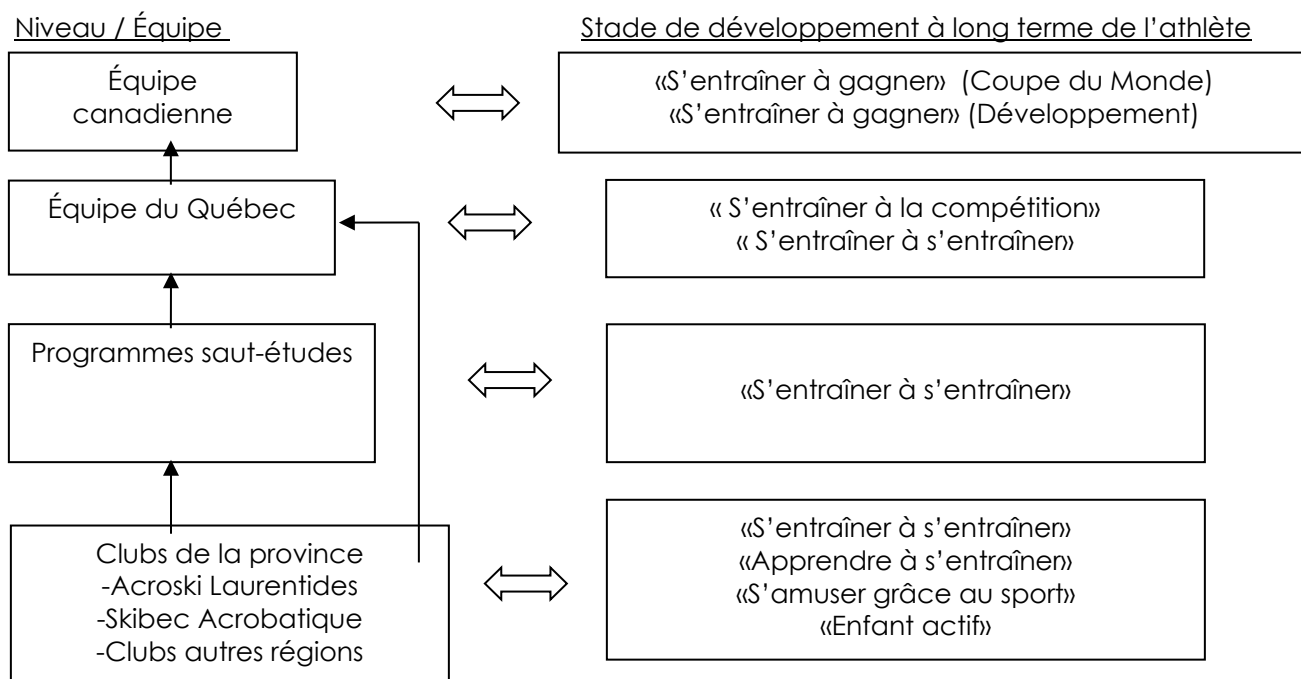 Niveau / Équipe
Stade de développement à long terme de l’athlète
Équipe
canadienne
«S’entraîner à gagner» (Coupe du Monde)
«S’entraîner à gagner» (Développement)
Équipe du Québec
« S’entraîner à la compétition»
« S’entraîner à s’entraîner»
Programmes saut-études
«S’entraîner à s’entraîner»
Clubs de la province
-Acroski Laurentides
-Skibec Acrobatique
-Clubs autres régions
«S’entraîner à s’entraîner»
«Apprendre à s’entraîner»
«S’amuser grâce au sport»
«Enfant actif»